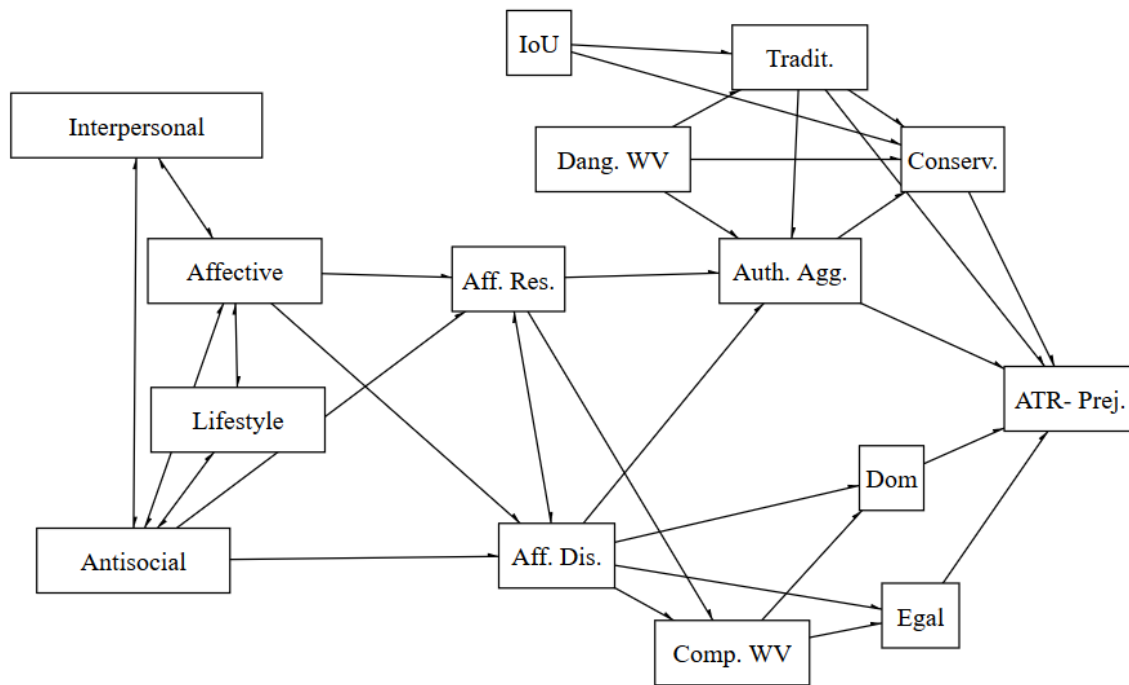 IoU
Tradit.
Interpersonal
Dang. WV
Conserv.
Affective
Aff. Res.
Auth. Agg.
Lifestyle
ATR- Prej.
Dom
Antisocial
Aff. Dis.
Egal
Comp. WV